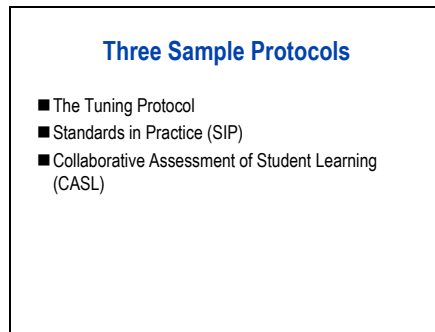 Three Sample Protocols
■ The Tuning Protocol
■ Standards in Practice (SIP)
■ Collaborative Assessment of Student Learning
(CASL)